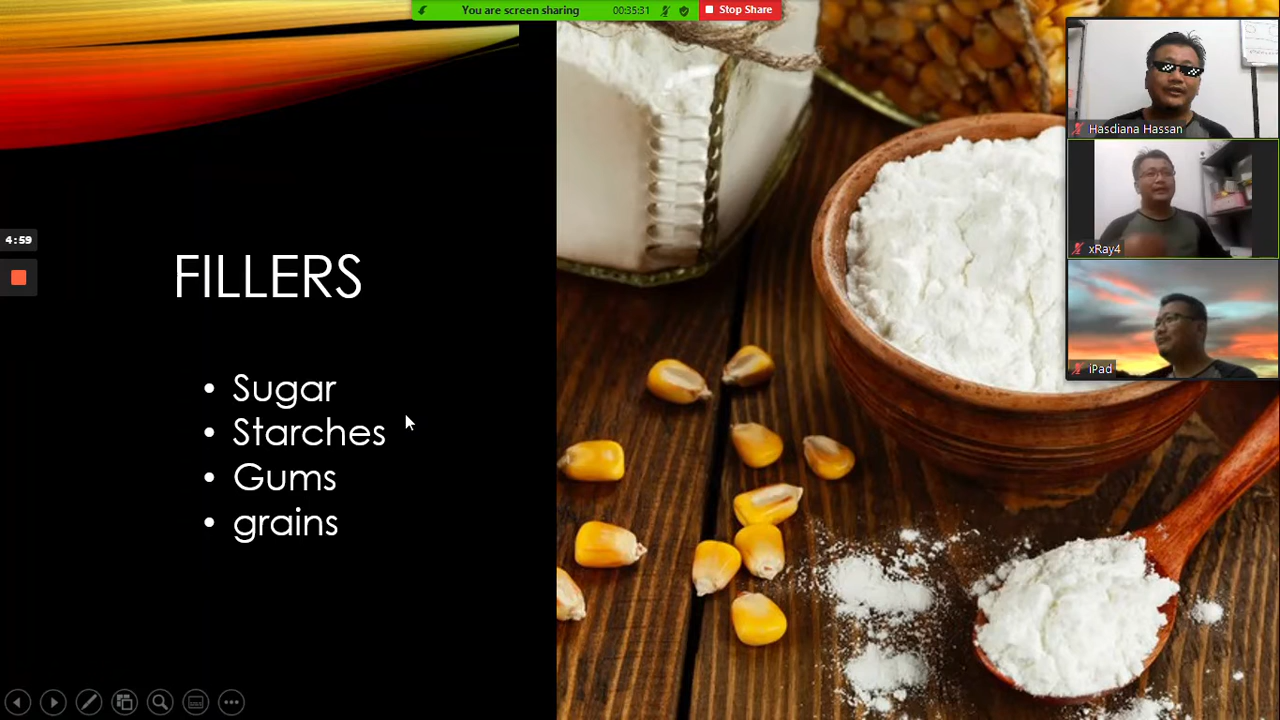 You are screen sharing
00:35:31
Stop Share
Hasdiana Hassan
xRay4
iPad
4:59
FILLERS
• Sugar
• Starches
• Gums
• grains